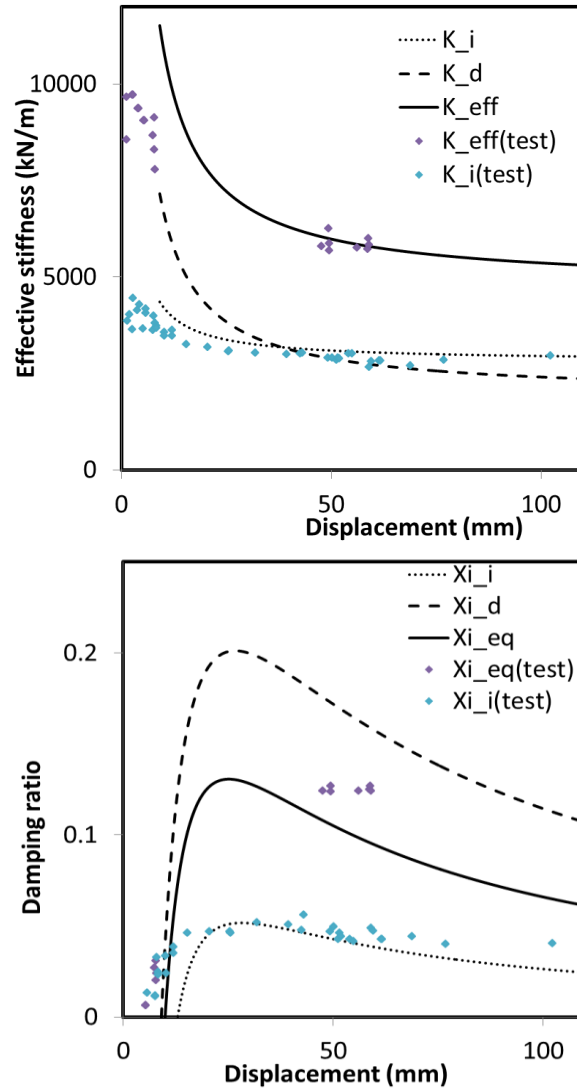 Effective stiffness (kN/m)
10000
5000
0
0
50
100
Displacement (mm)
K_i
K_d
K_eff
K_eff(test)
K_i(test)
Damping ratio
0.2
0.1
0
0
50
100
Displacement (mm)
Xi_i
Xi_d
Xi_eq
Xi_eq(test)
Xi_i(test)